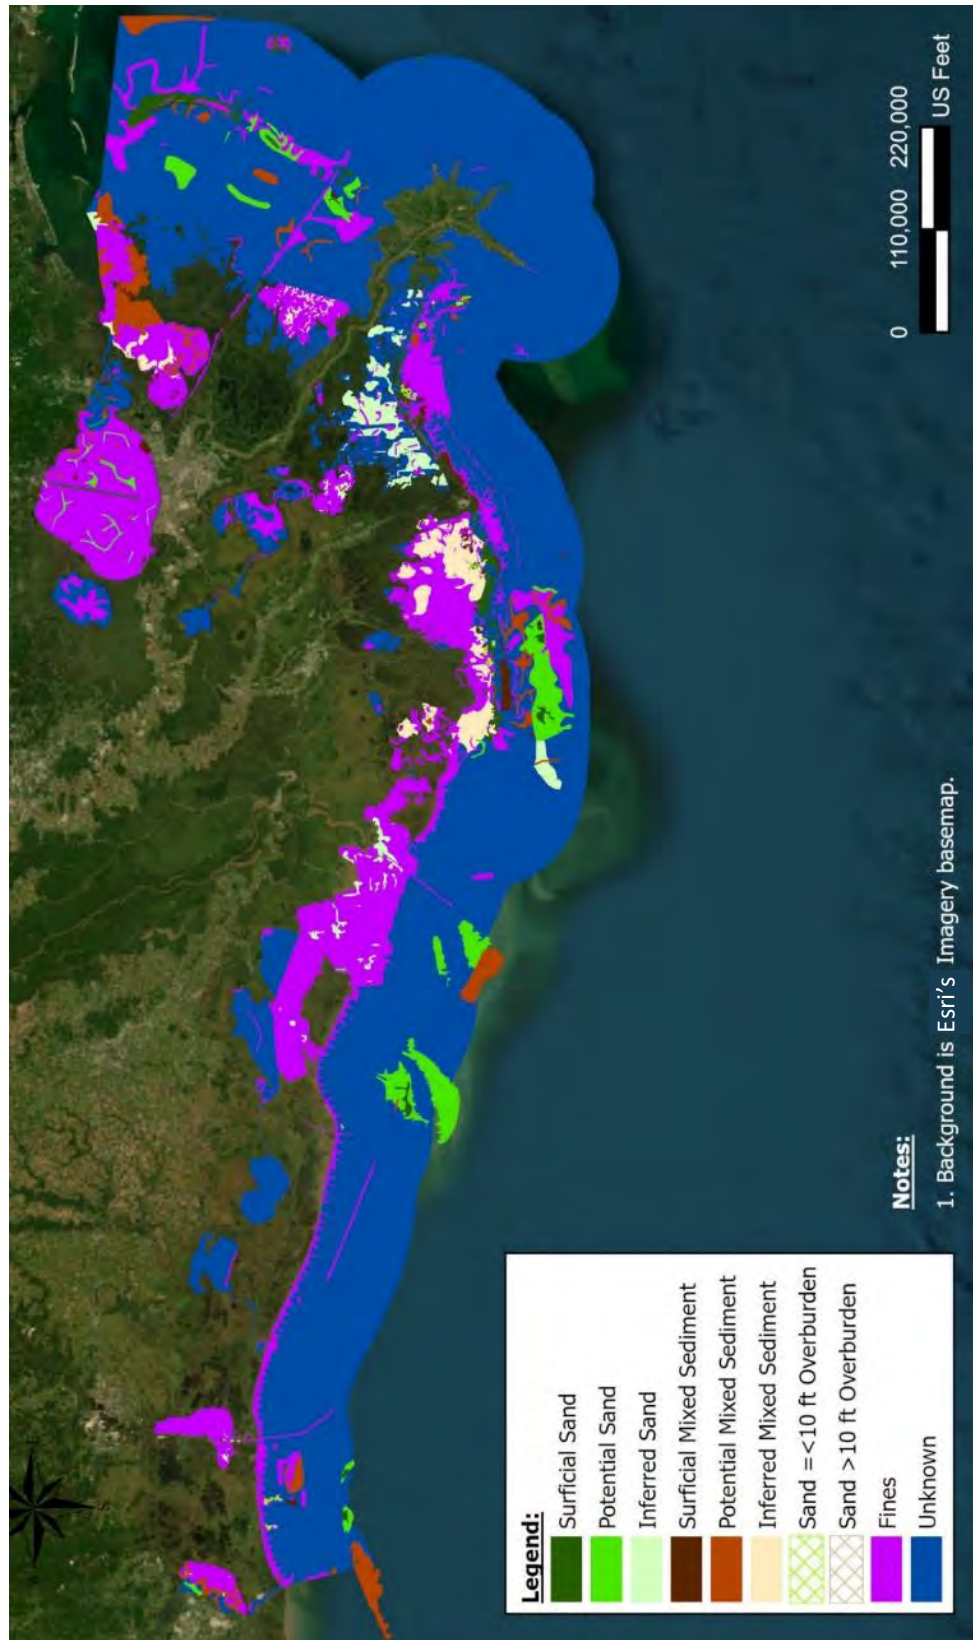 Legend:
Surficial Sand
Potential Sand
Inferred Sand
Surficial Mixed Sediment
Potential Mixed Sediment
Inferred Mixed Sediment
Sand =<10 ft Overburden
Sand >10 ft Overburden
Fines
Unknown
Notes:
1. Background is Esri's Imagery basemap.
0 110,000 220,000
US Feet